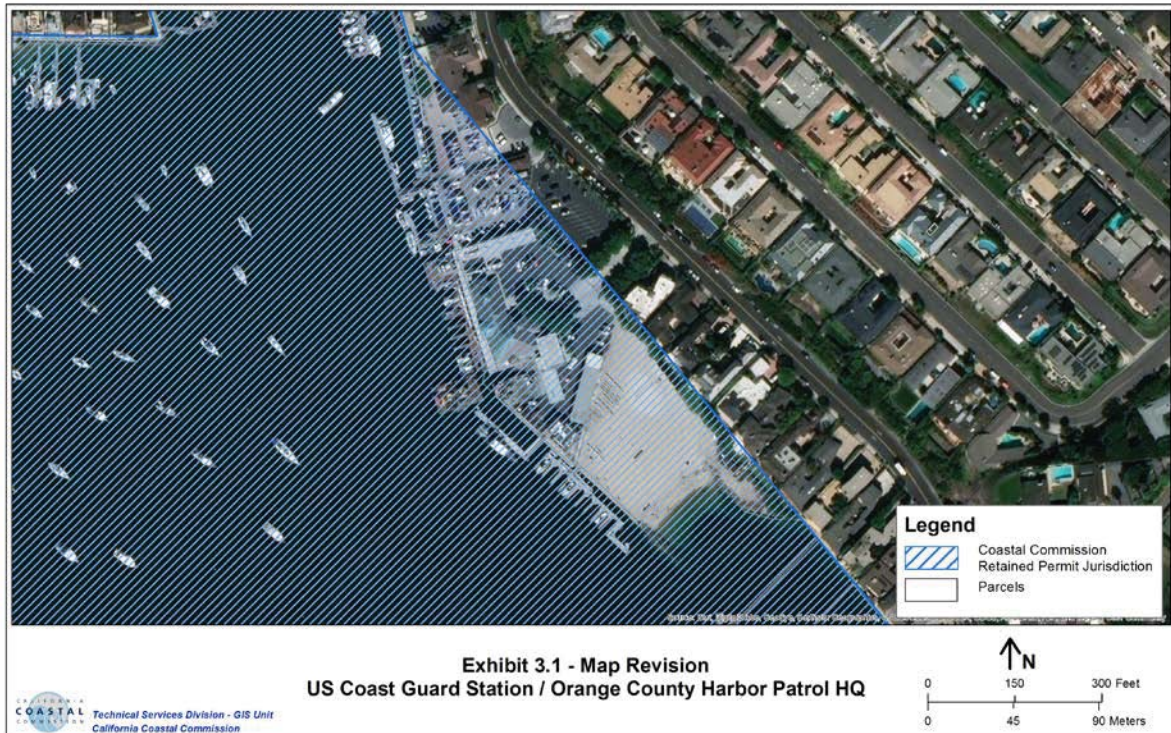 Legend
Coastal Commission
Retained Permit Jurisdiction
Parcels
Exhibit 3.1 - Map Revision
US Coast Guard Station / Orange County Harbor Patrol HQ
N
0 150 300 Feet
0 45 90 Meters
CALIFORNIA
COASTAL
COMMISSION
Technical Services Division - GIS Unit
California Coastal Commission